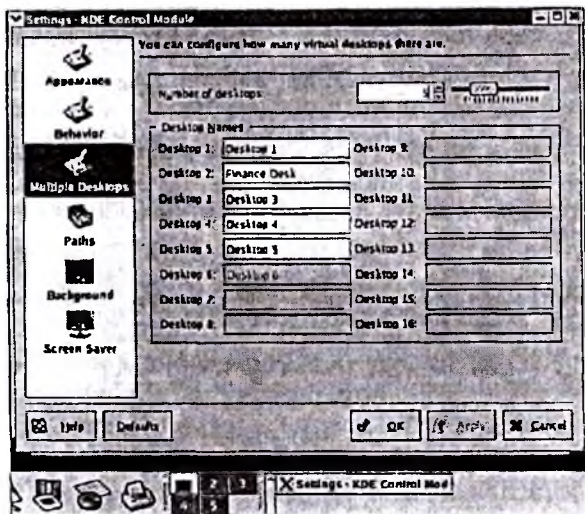 Settings - KDE Control Module
You can configure how many virtual desktops there are.
Appearance
Behavior
Multiple Desktops
Paths
Background
Screen Saver
Number of desktops:
Desktop Names
Desktop 1: Desktop 1 Desktop 9:
Desktop 2: Finance Desk Desktop 10:
Desktop 3: Desktop 3 Desktop 11:
Desktop 4: Desktop 4 Desktop 12:
Desktop 5: Desktop 5 Desktop 13:
Desktop 6: Desktop 6 Desktop 14:
Desktop 7: Desktop 15:
Desktop 8: Desktop 16:
Help Defaults OK Apply Cancel
2 3
4 5
Settings - KDE Control Mod